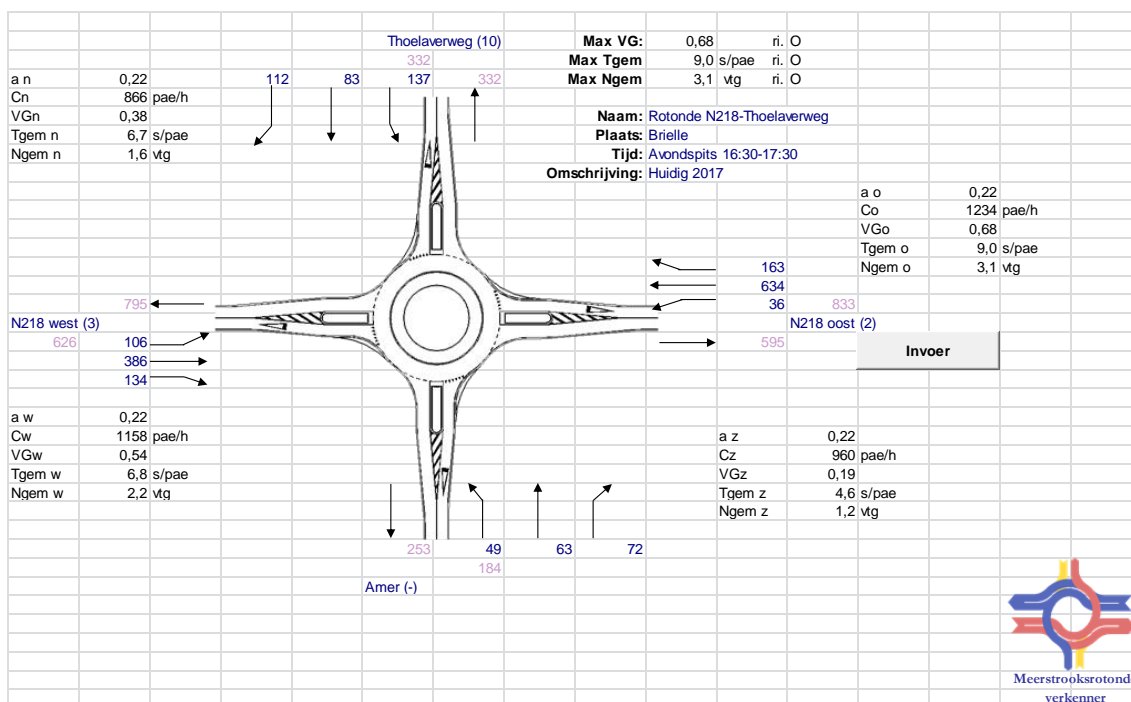 Thoelaverweg (10) Max VG: 0,68 ri. O
332 Max Tgem 9,0 s/pae ri. O
a n 0,22 112 83 137 332 Max Ngem 3,1 vtg ri. O
Cn 866 pae/h
VGn 0,38 Naam: Rotonde N218-Thoelaverweg
Tgem n 6,7 s/pae Plaats: Brielle
Ngem n 1,6 vtg Tijd: Avondspits 16:30-17:30
Omschrijving: Huidig 2017
a o 0,22
Co 1234 pae/h
VGo 0,68
Tgem o 9,0 s/pae
163 Ngem o 3,1 vtg
634
795 36 833
N218 west (3) N218 oost (2)
626 106 595 Invoer
386
134
a w 0,22
Cw 1158 pae/h a z 0,22
VGw 0,54 Cz 960 pae/h
Tgem w 6,8 s/pae VGz 0,19
Ngem w 2,2 vtg Tgem z 4,6 s/pae
Ngem z 1,2 vtg
253 49 63 72
184
Amer (-)
Meerstrooksrotonde
verkenner